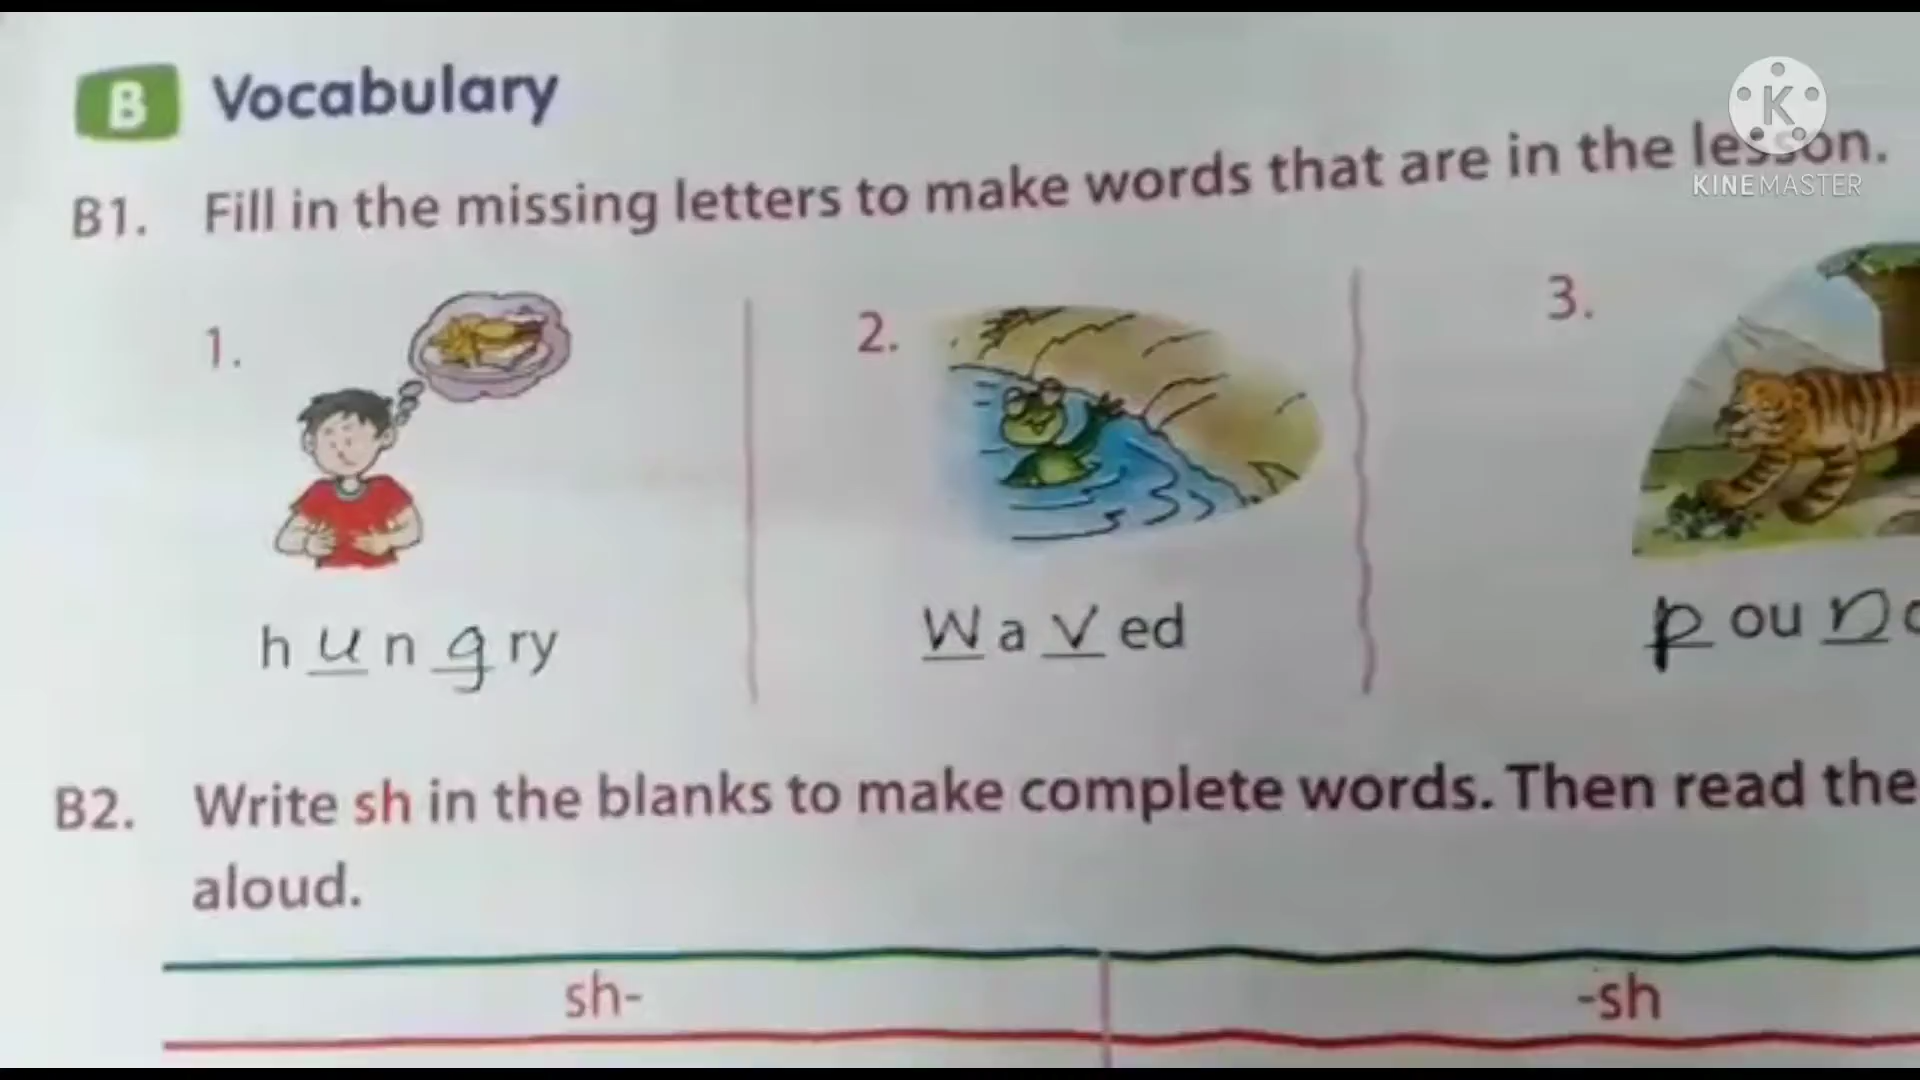 B Vocabulary
K
KINEMASTER
B1. Fill in the missing letters to make words that are in the lesson.
1. 2. 3.
hungry waved
B2. Write sh in the blanks to make complete words. Then read the
aloud.
sh- -sh